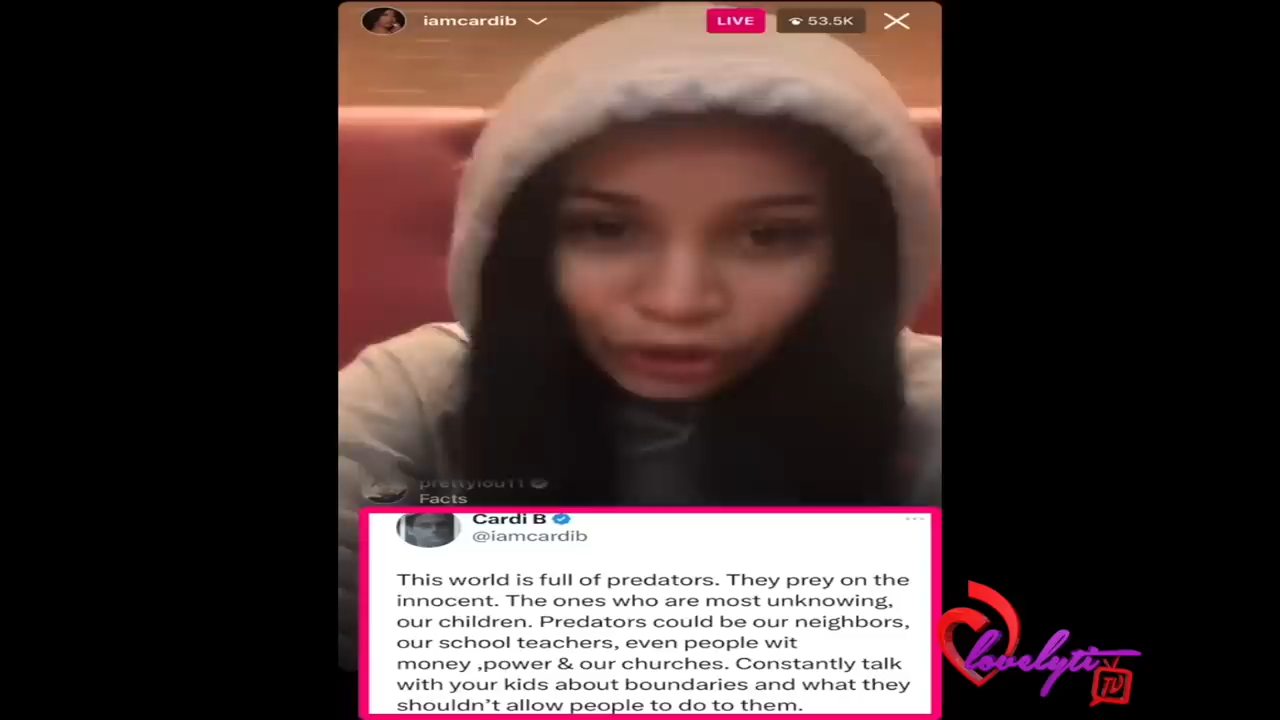 iamcardib
LIVE
53.5K
prettylou11
Facts
Cardi B
@iamcardib
This world is full of predators. They prey on the
innocent. The ones who are most unknowing,
our children. Predators could be our neighbors,
our school teachers, even people wit
money ,power & our churches. Constantly talk
with your kids about boundaries and what they
shouldn't allow people to do to them.
lovelyti
TV